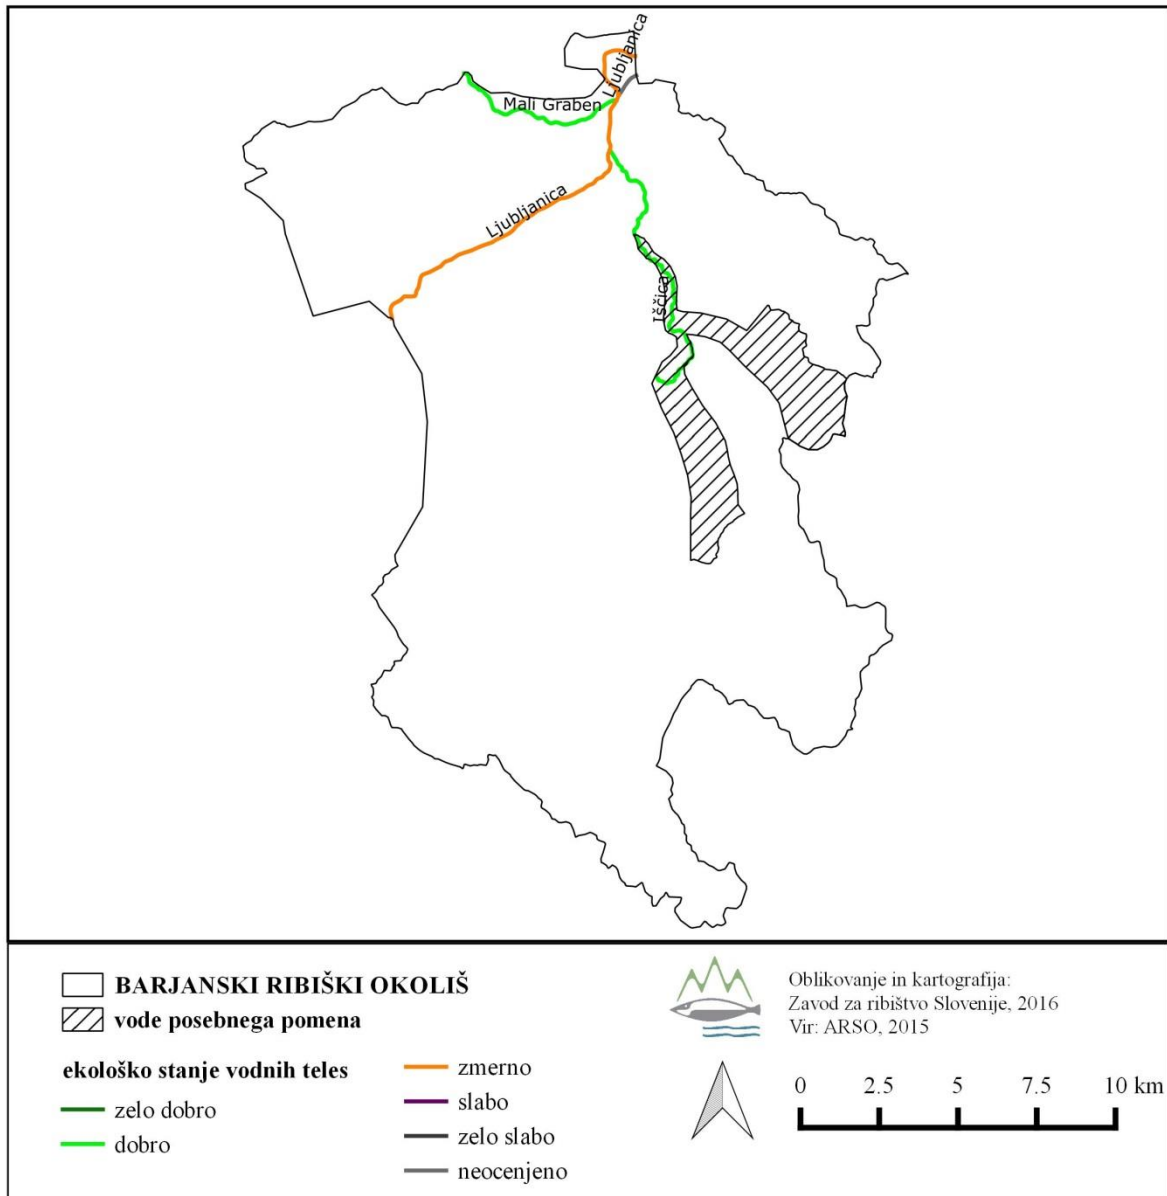 Ljubljanica
Mali Graben
Ljubljanica
Iščica
BARJANSKI RIBIŠKI OKOLIŠ
vode posebnega pomena
ekološko stanje vodnih teles
zelo dobro
dobro
zmerno
slabo
zelo slabo
neocenjeno
Oblikovanje in kartografija:
Zavod za ribištvo Slovenije, 2016
Vir: ARSO, 2015
0 2.5 5 7.5 10 km